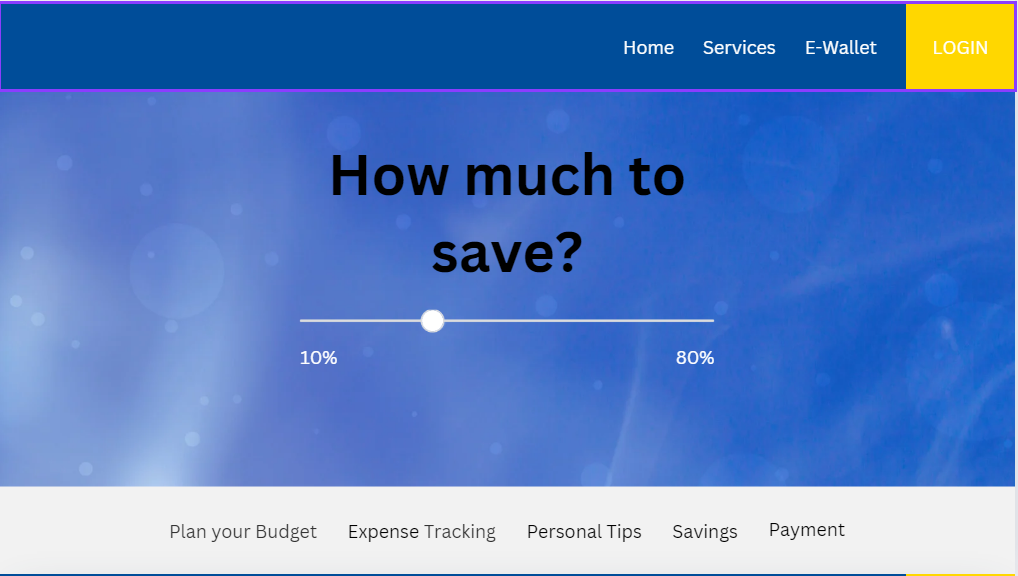 Home Services E-Wallet LOGIN
How much to
save?
10% 80%
Plan your Budget Expense Tracking Personal Tips Savings Payment